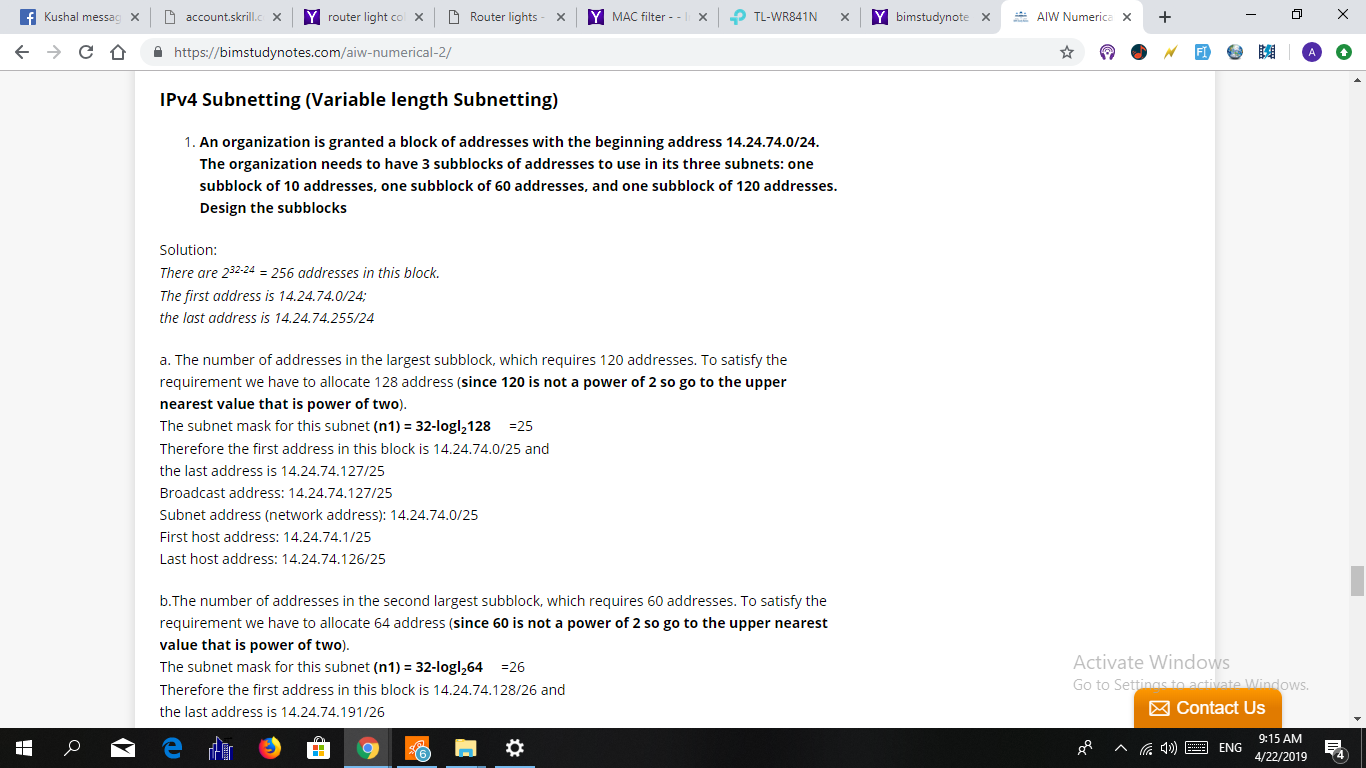 Kushal messag
account.skrill.c
router light co
Router lights -
MAC filter - - li
TL-WR841N
bimstudynote
AIW Numerica
https://bimstudynotes.com/aiw-numerical-2/
A
IPv4 Subnetting (Variable length Subnetting)
1. An organization is granted a block of addresses with the beginning address 14.24.74.0/24.
The organization needs to have 3 subblocks of addresses to use in its three subnets: one
subblock of 10 addresses, one subblock of 60 addresses, and one subblock of 120 addresses.
Design the subblocks
Solution:
There are 2³²⁻²⁴ = 256 addresses in this block.
The first address is 14.24.74.0/24;
the last address is 14.24.74.255/24
a. The number of addresses in the largest subblock, which requires 120 addresses. To satisfy the
requirement we have to allocate 128 address (since 120 is not a power of 2 so go to the upper
nearest value that is power of two).
The subnet mask for this subnet (n1) = 32-logl₂128 =25
Therefore the first address in this block is 14.24.74.0/25 and
the last address is 14.24.74.127/25
Broadcast address: 14.24.74.127/25
Subnet address (network address): 14.24.74.0/25
First host address: 14.24.74.1/25
Last host address: 14.24.74.126/25
b.The number of addresses in the second largest subblock, which requires 60 addresses. To satisfy the
requirement we have to allocate 64 address (since 60 is not a power of 2 so go to the upper nearest
value that is power of two).
The subnet mask for this subnet (n1) = 32-logl₂64 =26
Therefore the first address in this block is 14.24.74.128/26 and
the last address is 14.24.74.191/26
Activate Windows
Go to Settings to activate Windows.
Contact Us
6
ENG
9:15 AM
4/22/2019
4